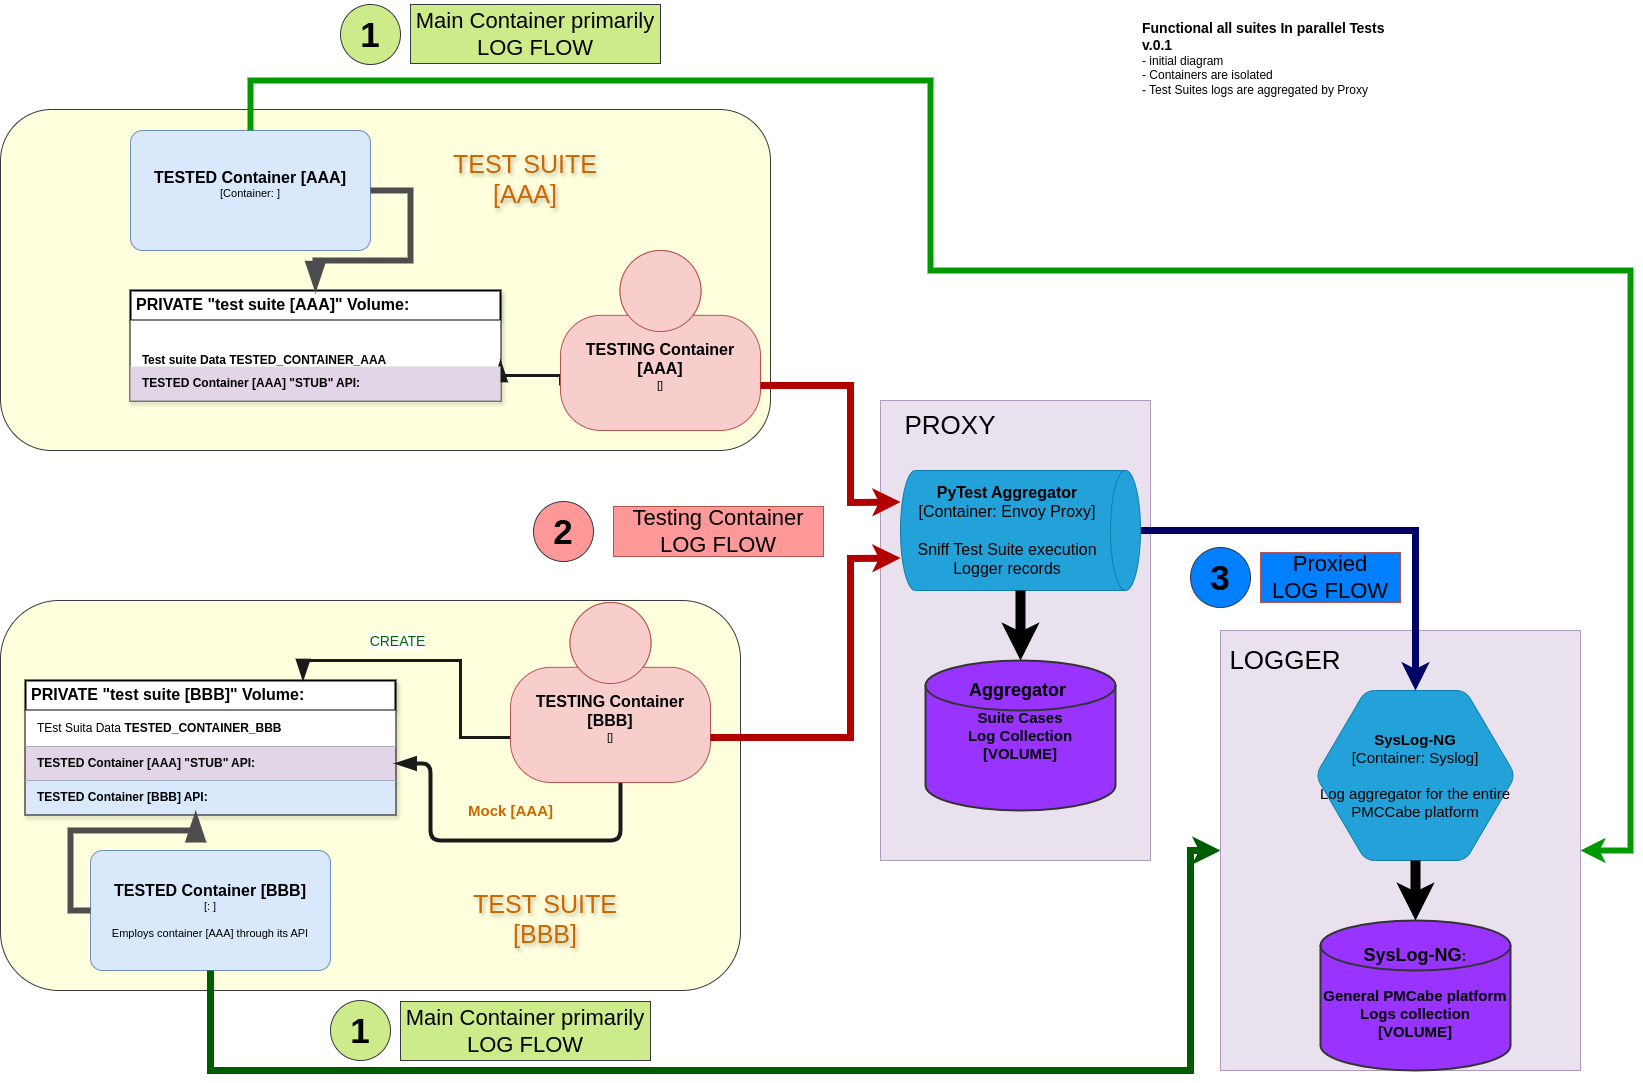 1
Main Container primarily
LOG FLOW
Functional all suites In parallel Tests
v.0.1
- initial diagram
- Containers are isolated
- Test Suites logs are aggregated by Proxy
TESTED Container [AAA]
[Container: ]
TEST SUITE
[AAA]
PRIVATE "test suite [AAA]" Volume:
Test suite Data TESTED_CONTAINER_AAA
TESTED Container [AAA] "STUB" API:
TESTING Container
[AAA]
[]
PROXY
PyTest Aggregator
[Container: Envoy Proxy]
Sniff Test Suite execution
Logger records
2
Testing Container
LOG FLOW
3
Proxied
LOG FLOW
Aggregator
Suite Cases
Log Collection
[VOLUME]
LOGGER
SysLog-NG
[Container: Syslog]
Log aggregator for the entire
PMCCabe platform
SysLog-NG:
General PMCabe platform
Logs collection
[VOLUME]
CREATE
PRIVATE "test suite [BBB]" Volume:
TEst Suita Data TESTED_CONTAINER_BBB
TESTED Container [AAA] "STUB" API:
TESTED Container [BBB] API:
TESTING Container
[BBB]
[]
Mock [AAA]
TESTED Container [BBB]
[: ]
Employs container [AAA] through its API
TEST SUITE
[BBB]
1
Main Container primarily
LOG FLOW